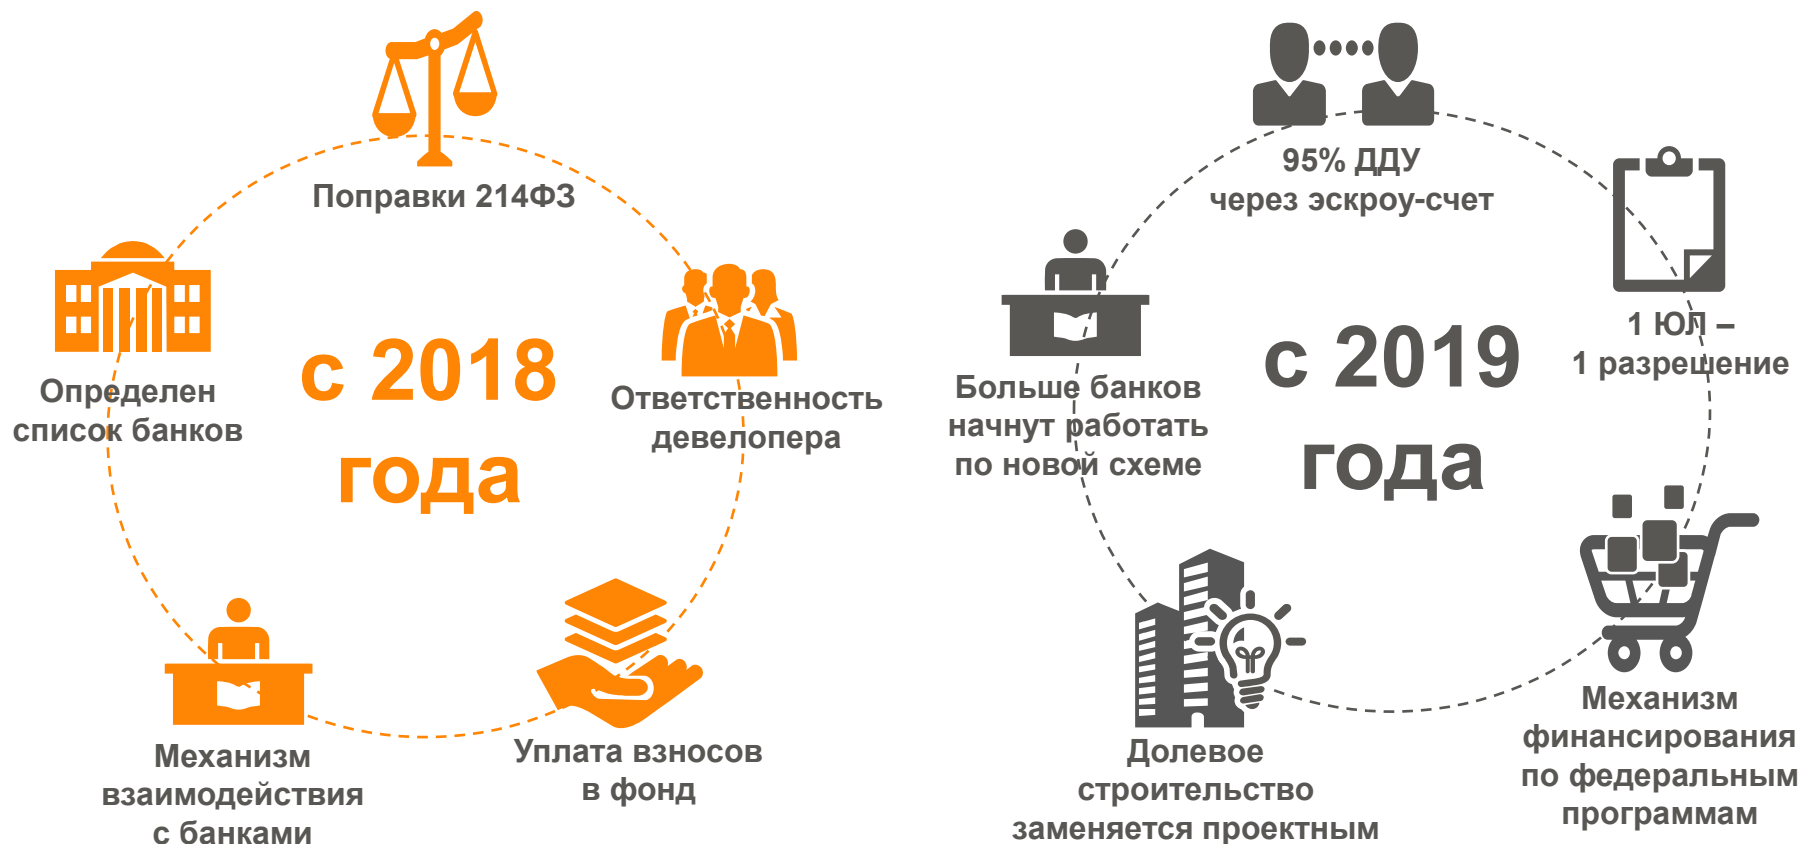 Поправки 214ФЗ
Ответственность
девелопера
Уплата взносов
в фонд
Механизм
взаимодействия
с банками
Определен
список банков
с 2018
года
95% ДДУ
через эскроу-счет
1 ЮЛ –
1 разрешение
Механизм
финансирования
по федеральным
программам
Долевое
строительство
заменяется проектным
Больше банков
начнут работать
по новой схеме
с 2019
года